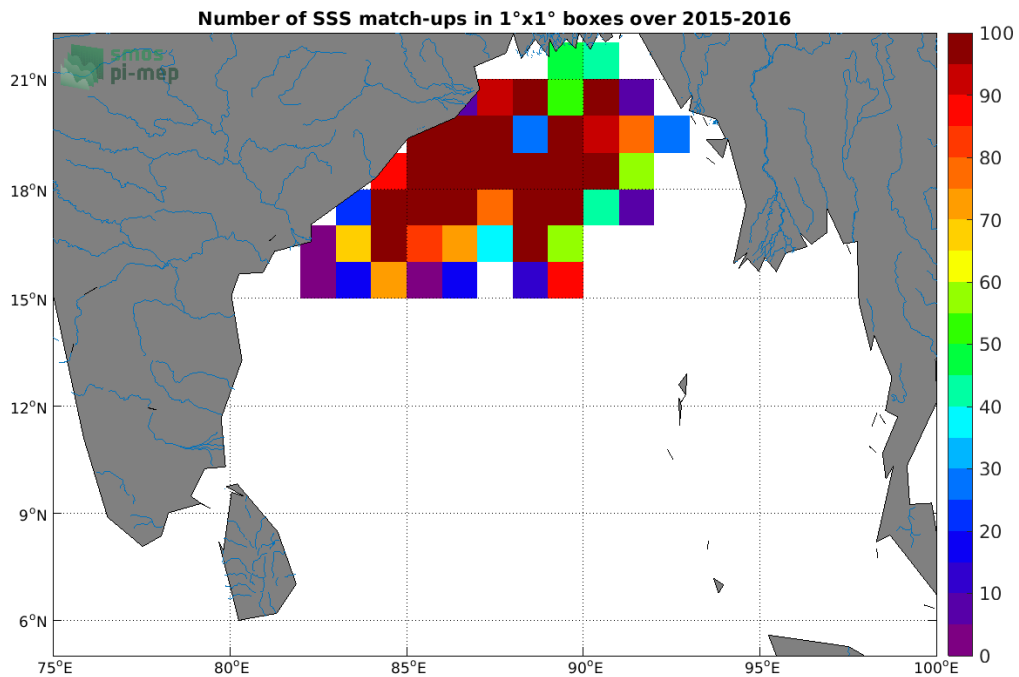 Number of SSS match-ups in 1°x1° boxes over 2015-2016
smos
pi-mep
21°N
18°N
15°N
12°N
9°N
6°N
75°E 80°E 85°E 90°E 95°E 100°E
100
90
80
70
60
50
40
30
20
10
0